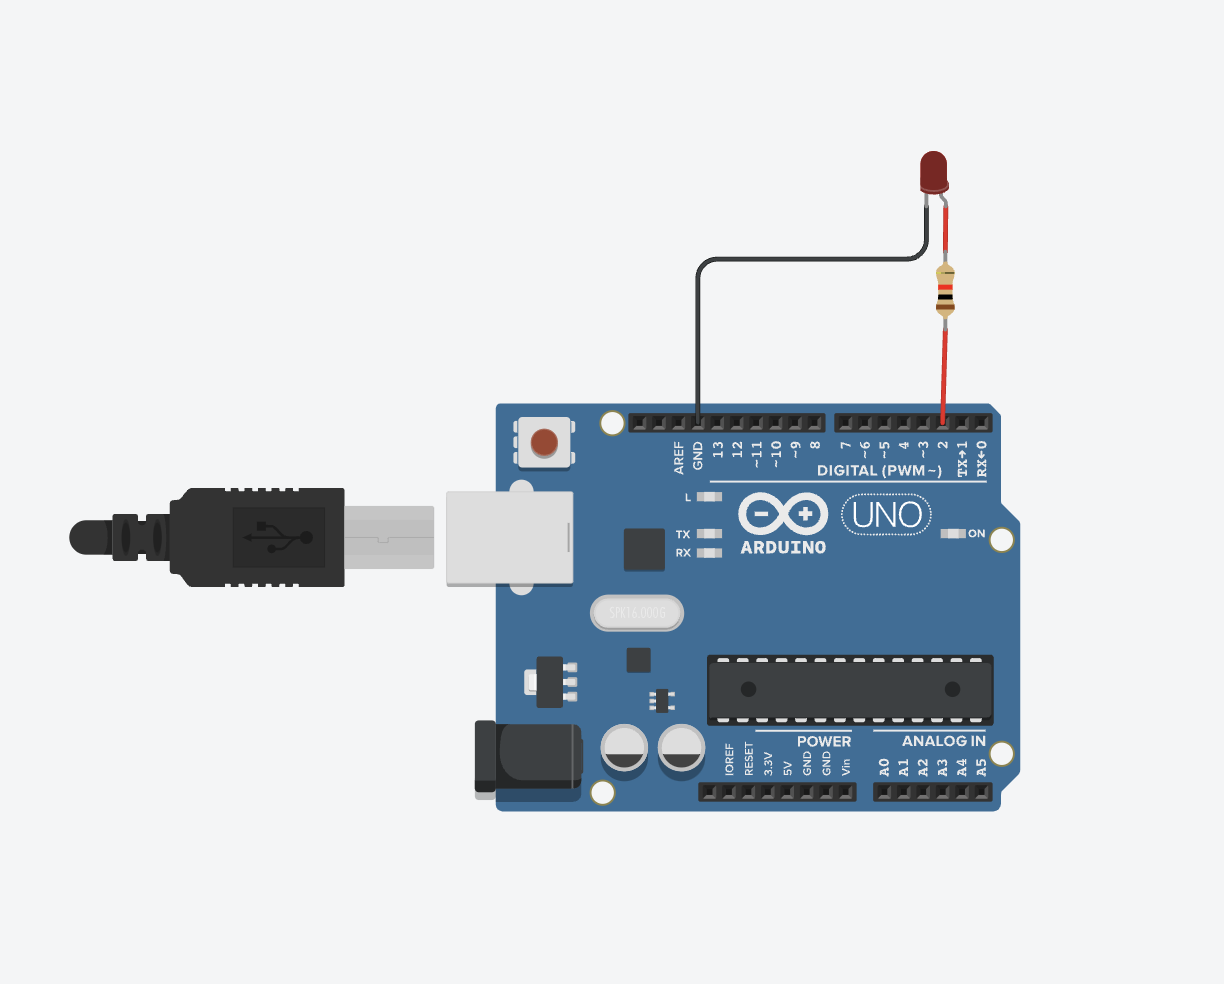 AREF
GND
13
12
~11
~10
~9
8
7
~6
~5
4
~3
2
TX→1
RX←0
DIGITAL (PWM~)
L
TX
RX
ARDUINO
UNO
ON
SPK16.000G
POWER
ANALOG IN
IOREF
RESET
3.3V
5V
GND
GND
Vin
A0
A1
A2
A3
A4
A5